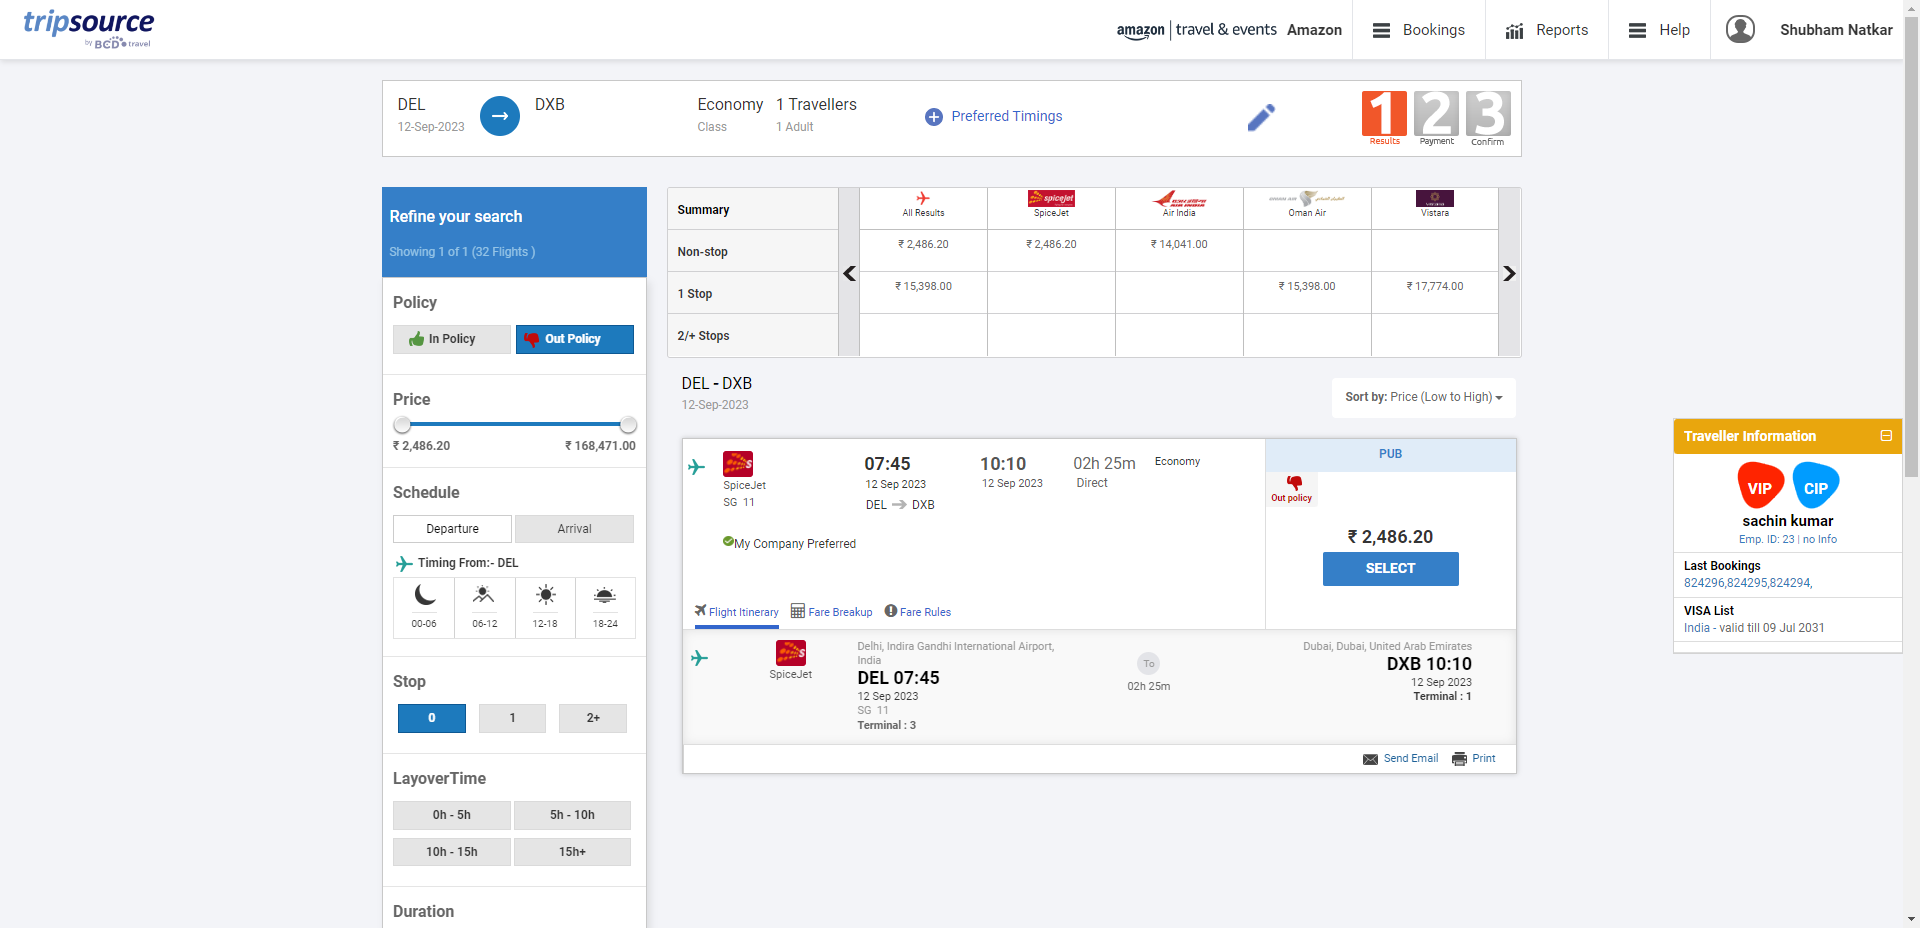 tripsource
by BCD travel
amazon | travel & events Amazon
Bookings
Reports
Help
Shubham Natkar
DEL
12-Sep-2023
DXB
Economy
Class
1 Travellers
1 Adult
Preferred Timings
1 2 3
Results Payment Confirm
Refine your search
Showing 1 of 1 (32 Flights )
Policy
In Policy
Out Policy
Price
₹ 2,486.20
₹ 168,471.00
Schedule
Departure
Arrival
Timing From:- DEL
00-06
06-12
12-18
18-24
Stop
0
1
2+
LayoverTime
0h - 5h
5h - 10h
10h - 15h
15h+
Duration
Summary
All Results
spicejet
SpiceJet
Air India
OMAN AIR
Oman Air
Vistara
Non-stop
₹ 2,486.20
₹ 2,486.20
₹ 14,041.00
1 Stop
₹ 15,398.00
₹ 15,398.00
₹ 17,774.00
2/+ Stops
DEL - DXB
12-Sep-2023
Sort by: Price (Low to High)
SpiceJet
SG 11
07:45
12 Sep 2023
DEL
DXB
10:10
12 Sep 2023
02h 25m
Direct
Economy
My Company Preferred
PUB
Out policy
₹ 2,486.20
SELECT
Flight Itinerary
Fare Breakup
Fare Rules
SpiceJet
Delhi, Indira Gandhi International Airport,
India
DEL 07:45
12 Sep 2023
SG 11
Terminal : 3
To
02h 25m
Dubai, Dubai, United Arab Emirates
DXB 10:10
12 Sep 2023
Terminal : 1
Send Email
Print
Traveller Information
VIP
CIP
sachin kumar
Emp. ID: 23 | no Info
Last Bookings
824296,824295,824294,
VISA List
India - valid till 09 Jul 2031